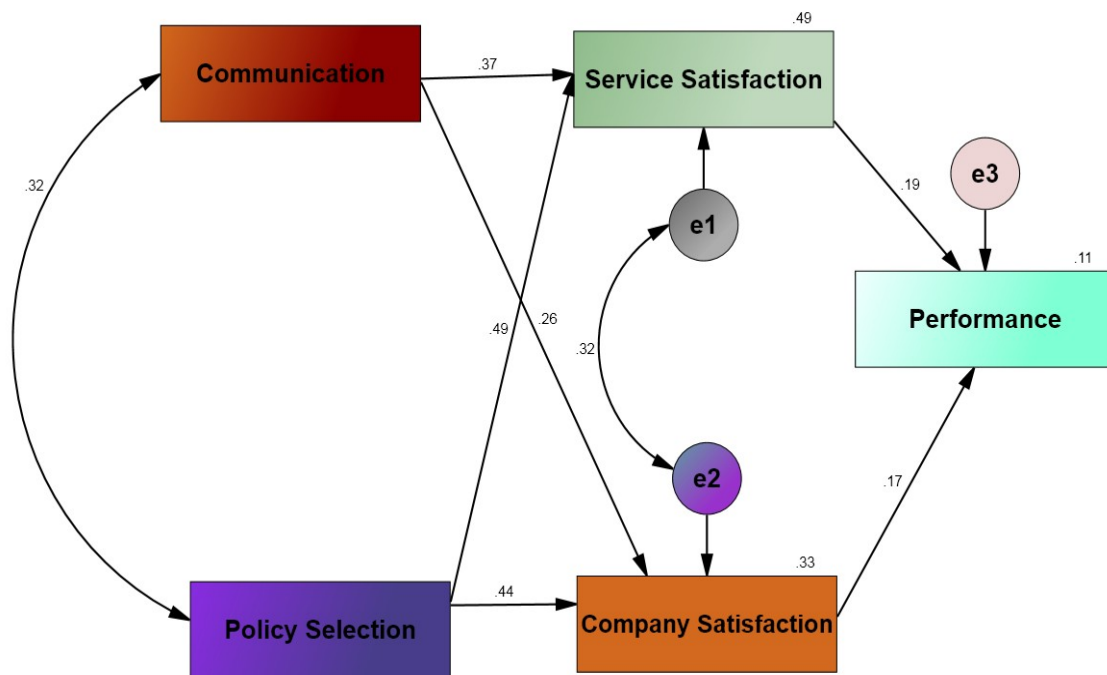 .49
Communication
.37
Service Satisfaction
.32
e1
.19
e3
.11
Performance
.49
.26
.32
e2
.17
.33
.44
Policy Selection
Company Satisfaction